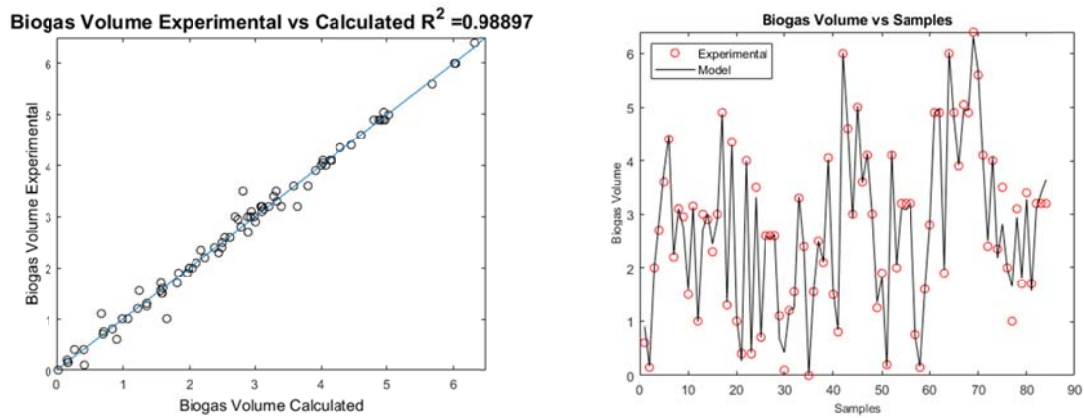 Biogas Volume Experimental vs Calculated R² =0.98897
Biogas Volume Experimental
6
5
4
3
2
1
0
0 1 2 3 4 5 6
Biogas Volume Calculated
Biogas Volume vs Samples
Experimental
Model
Biogas Volume
6
5
4
3
2
1
0
0 10 20 30 40 50 60 70 80 90
Samples